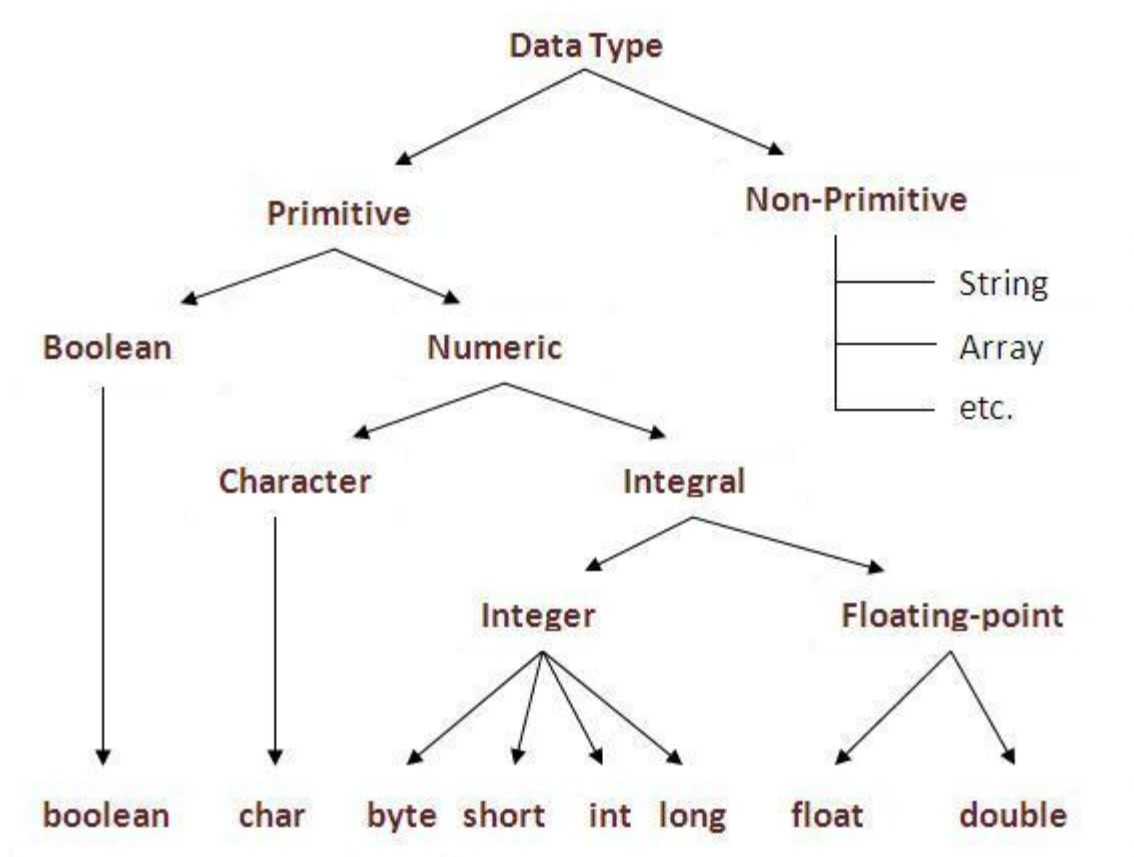 Data Type
Primitive
Non-Primitive
String
Array
etc.
Boolean
Numeric
Character
Integral
Integer
Floating-point
boolean
char
byte
short
int
long
float
double